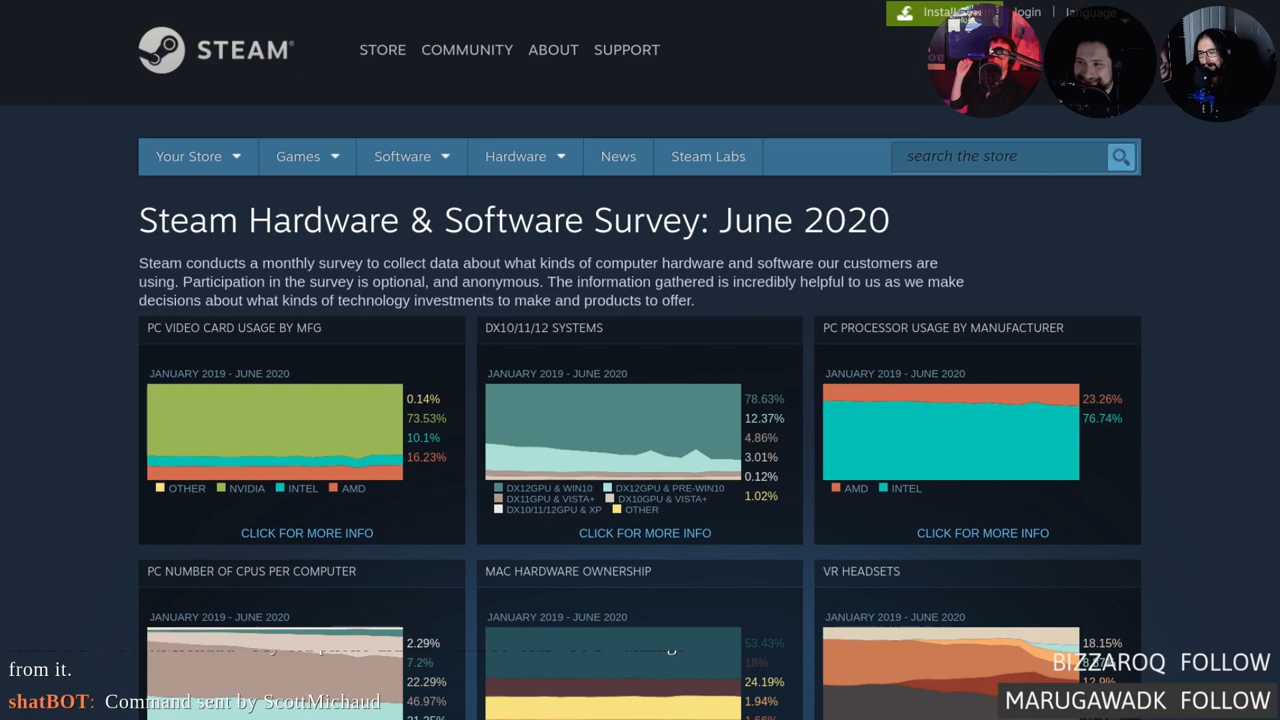 Install
login | language
STEAM®
STORE COMMUNITY ABOUT SUPPORT
Your Store Games Software Hardware News Steam Labs search the store
Steam Hardware & Software Survey: June 2020
Steam conducts a monthly survey to collect data about what kinds of computer hardware and software our customers are
using. Participation in the survey is optional, and anonymous. The information gathered is incredibly helpful to us as we make
decisions about what kinds of technology investments to make and products to offer.
PC VIDEO CARD USAGE BY MFG
JANUARY 2019 - JUNE 2020
0.14%
73.53%
10.1%
16.23%
OTHER NVIDIA INTEL AMD
CLICK FOR MORE INFO
DX10/11/12 SYSTEMS
JANUARY 2019 - JUNE 2020
78.63%
12.37%
4.86%
3.01%
0.12%
1.02%
DX12GPU & WIN10 DX12GPU & PRE-WIN10
DX11GPU & VISTA+ DX10GPU & VISTA+
DX10/11/12GPU & XP OTHER
CLICK FOR MORE INFO
PC PROCESSOR USAGE BY MANUFACTURER
JANUARY 2019 - JUNE 2020
23.26%
76.74%
AMD INTEL
CLICK FOR MORE INFO
PC NUMBER OF CPUS PER COMPUTER
JANUARY 2019 - JUNE 2020
2.29%
7.2%
22.29%
46.97%
MAC HARDWARE OWNERSHIP
JANUARY 2019 - JUNE 2020
53.43%
18%
24.19%
1.94%
VR HEADSETS
JANUARY 2019 - JUNE 2020
18.15%
12.9%
from it.
shatBOT: Command sent by ScottMichaud
BIZZAROQ FOLLOW
MARUGAWADK FOLLOW